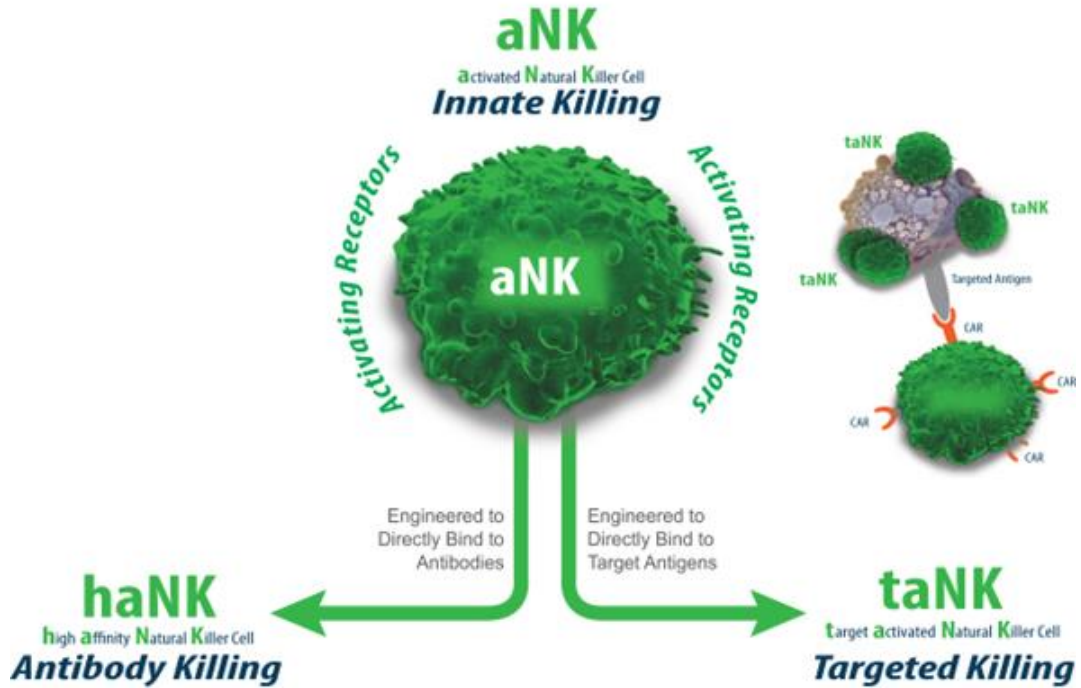 aNK
activated Natural Killer Cell
Innate Killing
Activating Receptors
Activating Receptors
aNK
taNK
taNK
taNK
Targeted Antigen
CAR
CAR
CAR
CAR
Engineered to
Directly Bind to
Antibodies
Engineered to
Directly Bind to
Target Antigens
haNK
high affinity Natural Killer Cell
Antibody Killing
taNK
target activated Natural Killer Cell
Targeted Killing